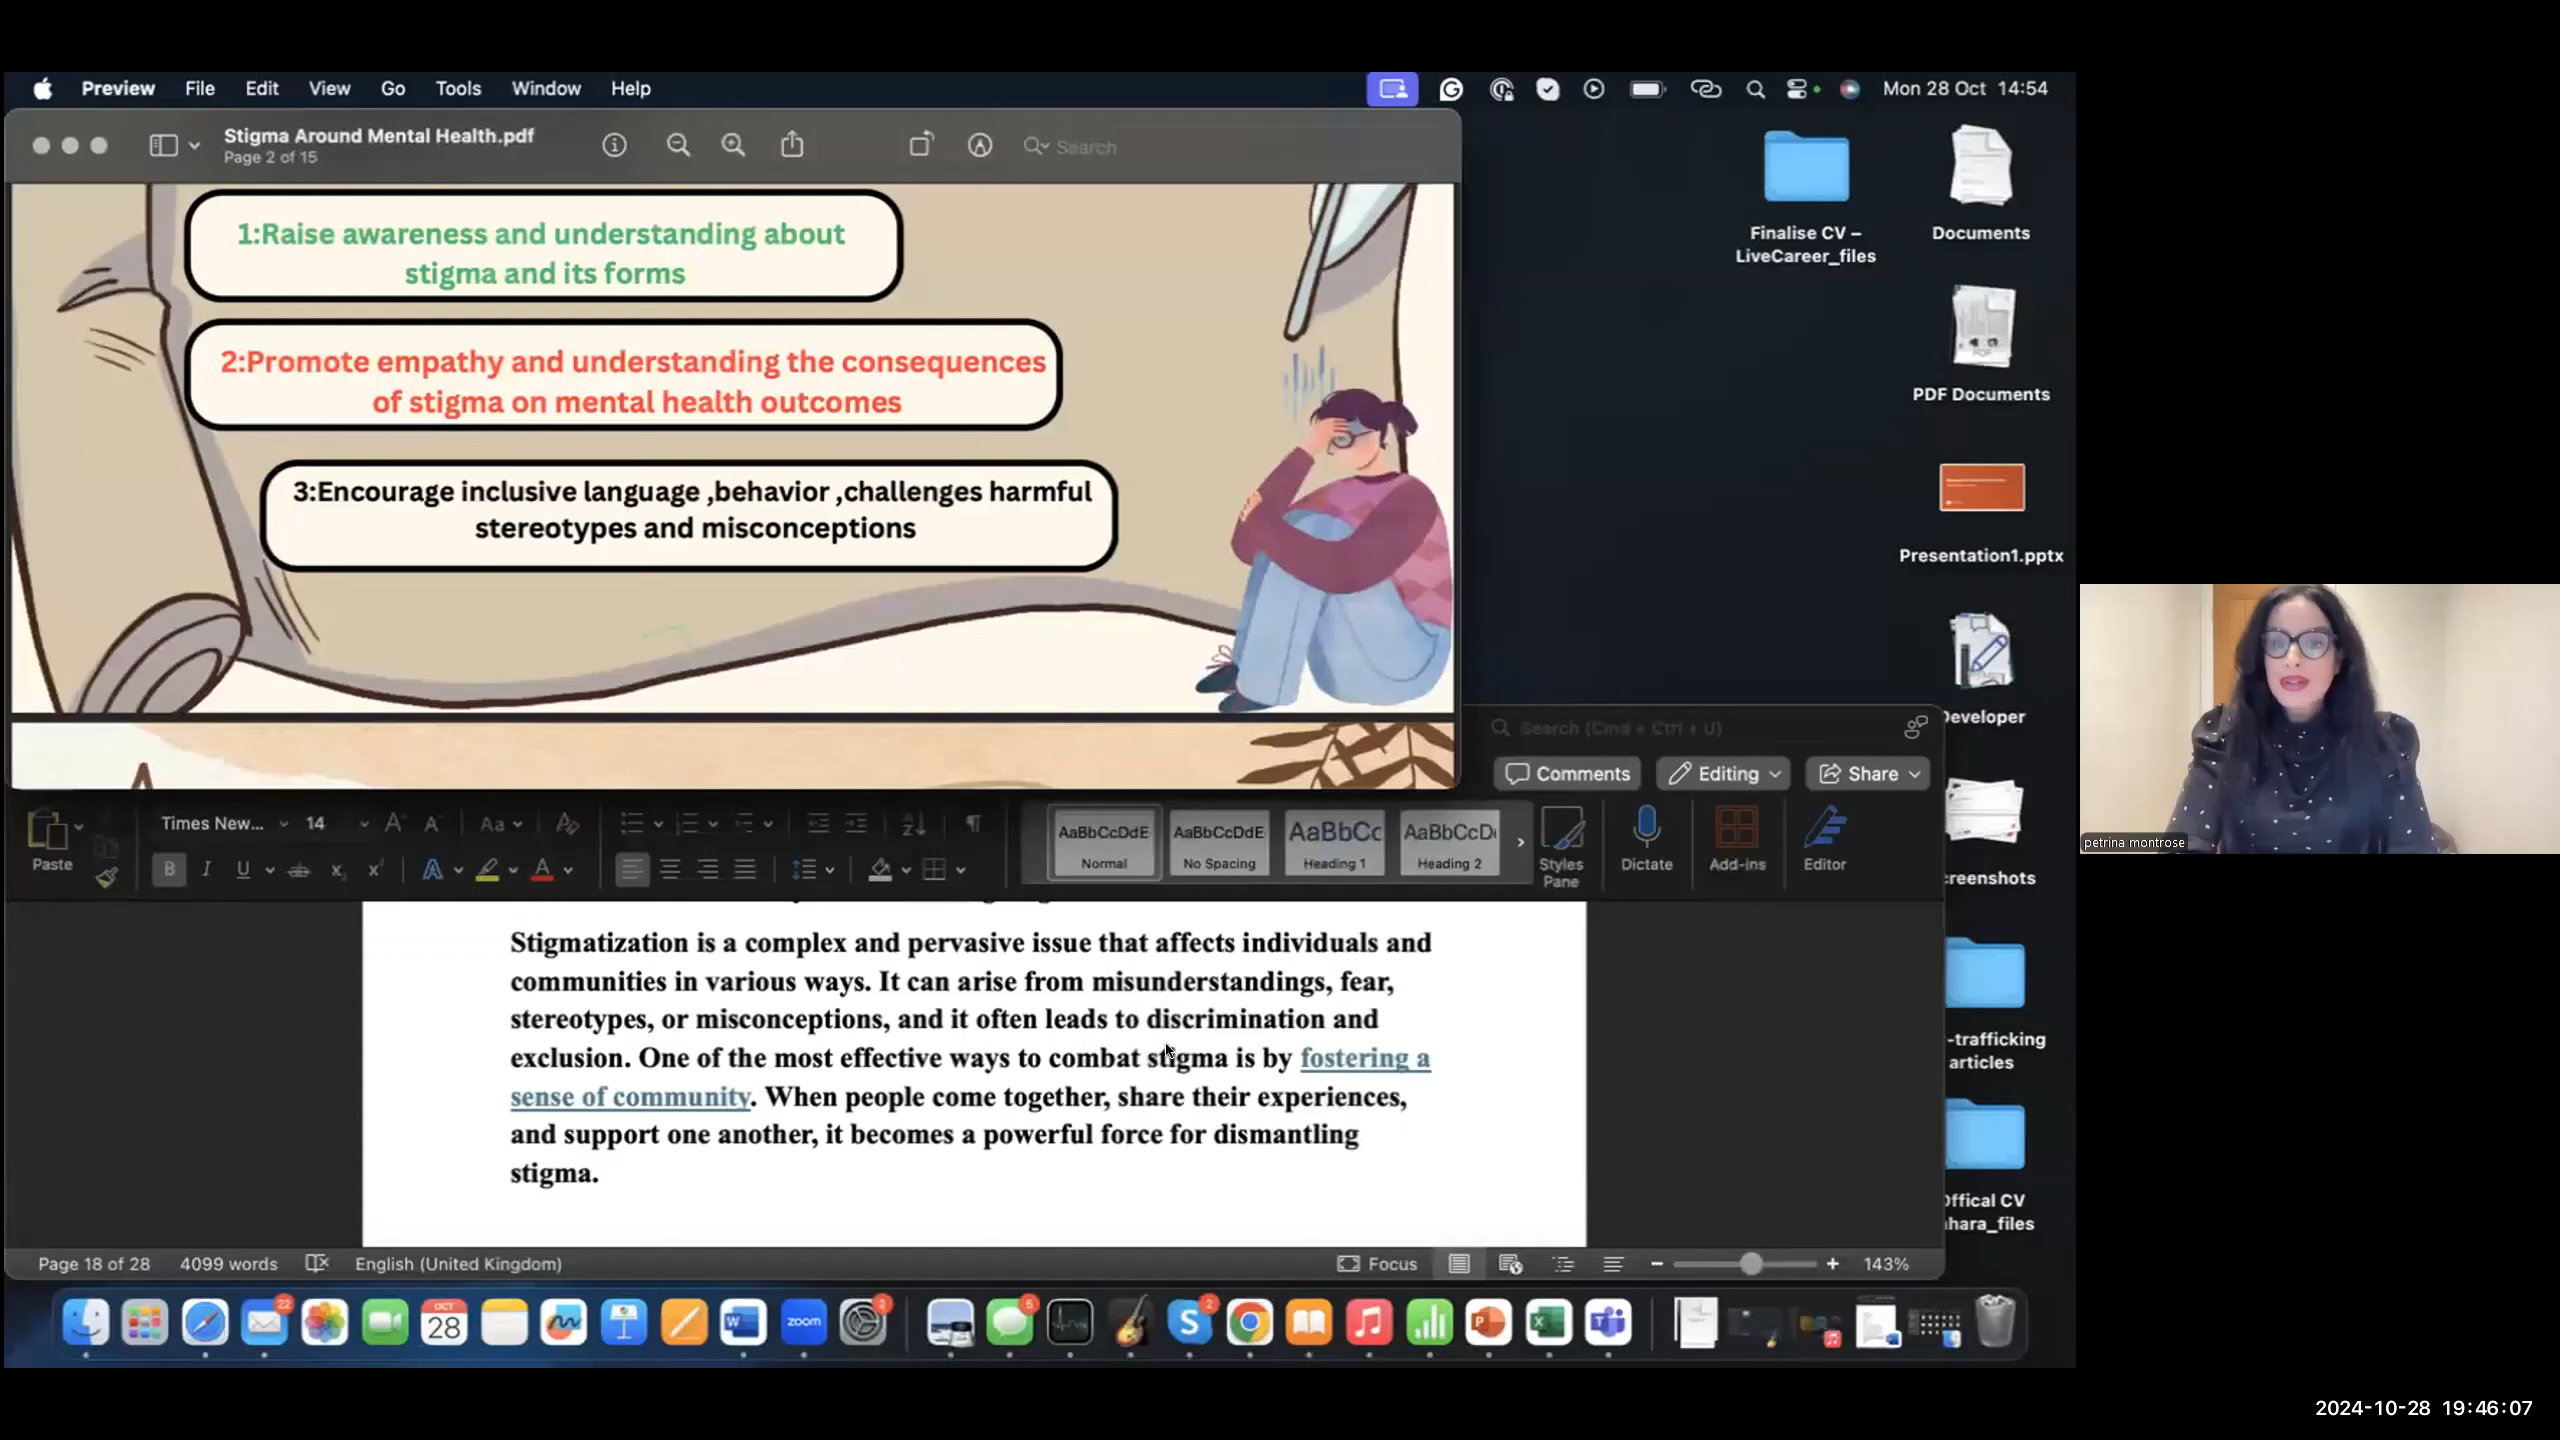 Preview File Edit View Go Tools Window Help
Mon 28 Oct 14:54
Stigma Around Mental Health.pdf
Page 2 of 15
Search
1:Raise awareness and understanding about
stigma and its forms
2:Promote empathy and understanding the consequences
of stigma on mental health outcomes
3:Encourage inclusive language ,behavior ,challenges harmful
stereotypes and misconceptions
Finalise CV –
LiveCareer_files
Documents
PDF
PDF Documents
Presentation1.pptx
Developer
creenshots
-trafficking
articles
Offical CV
hara_files
Search (Cmd + Ctrl + U)
Comments
Editing
Share
Paste
Times New... 14
AaBbCcDdE
Normal
AaBbCcDdE
No Spacing
AaBbCc
Heading 1
AaBbCcD
Heading 2
Styles
Pane
Dictate
Add-ins
Editor
Stigmatization is a complex and pervasive issue that affects individuals and
communities in various ways. It can arise from misunderstandings, fear,
stereotypes, or misconceptions, and it often leads to discrimination and
exclusion. One of the most effective ways to combat stigma is by fostering a
sense of community. When people come together, share their experiences,
and support one another, it becomes a powerful force for dismantling
stigma.
Page 18 of 28 4099 words English (United Kingdom) Focus 143%
22
OCT
28
zoom
5
2
petrina montrose
2024-10-28 19:46:07